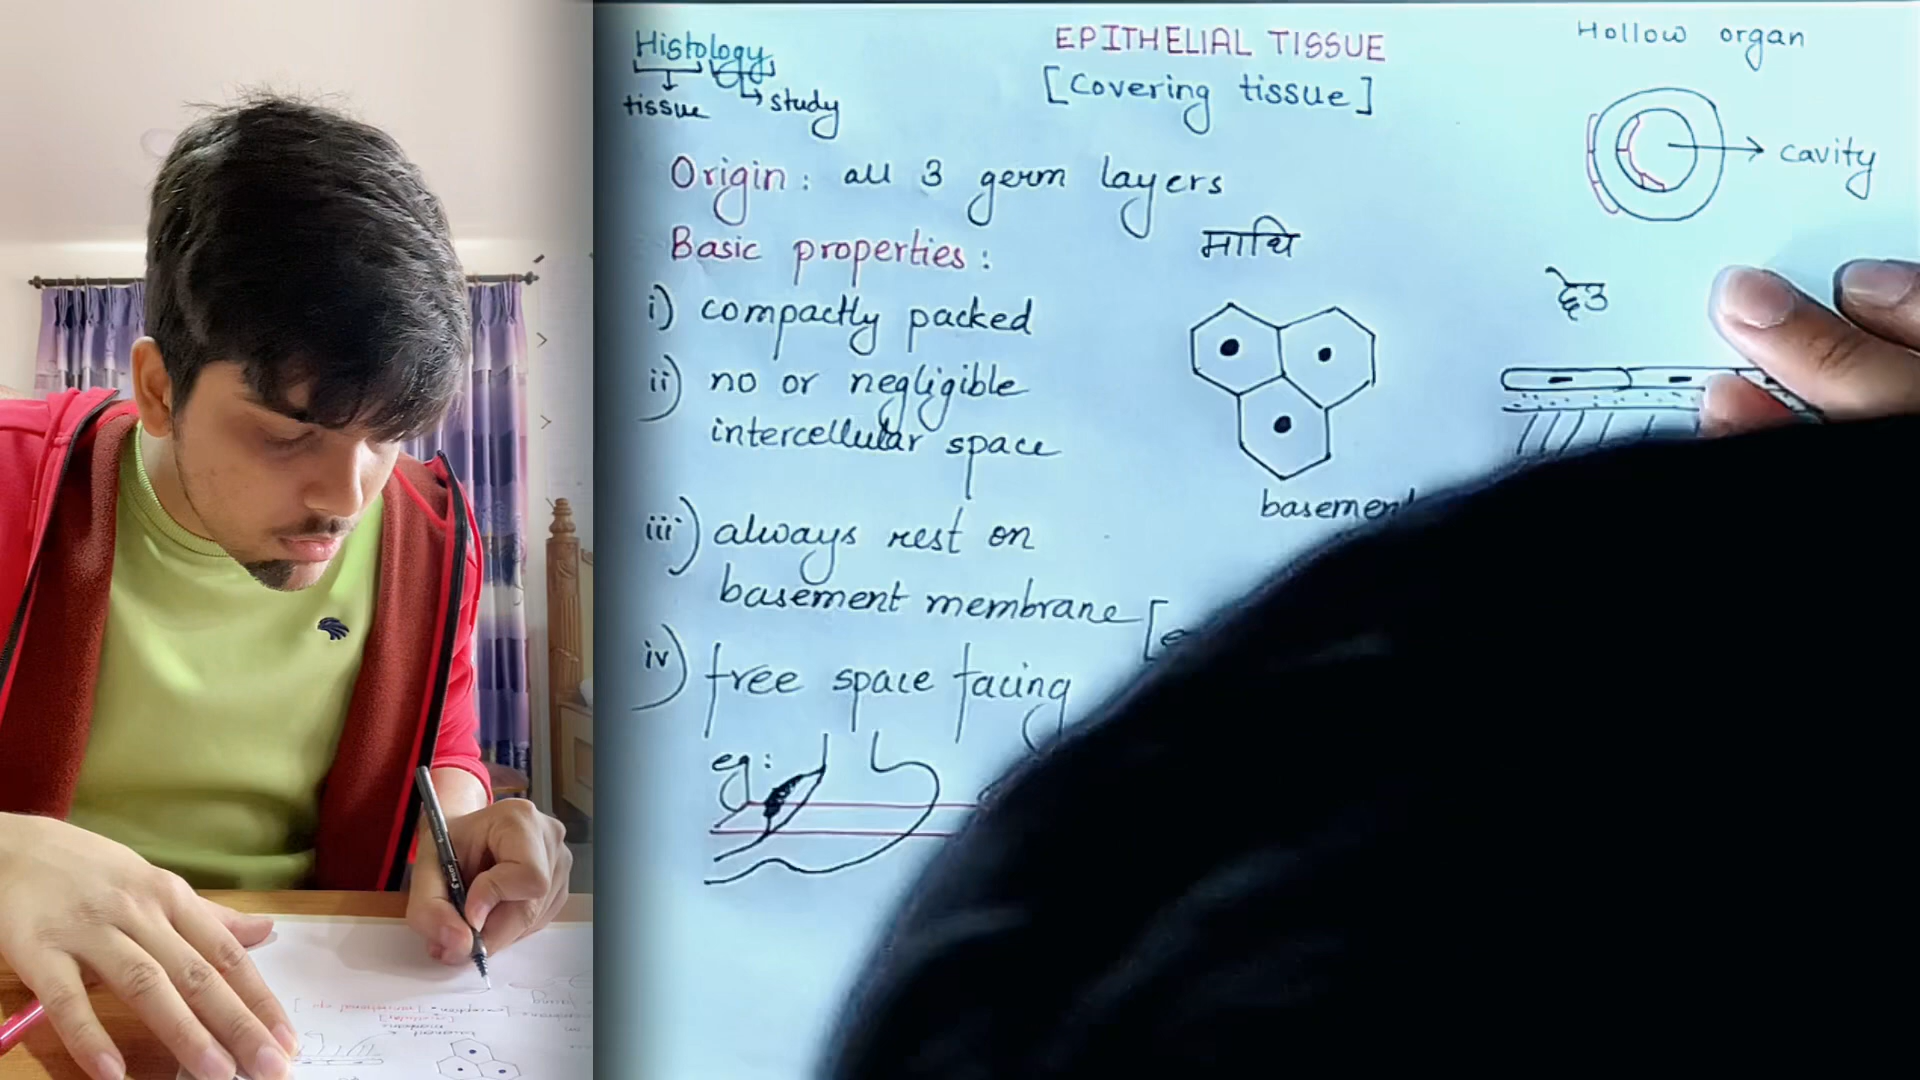 Histology
tissue study
EPITHELIAL TISSUE
[Covering tissue]
Hollow organ
cavity
Origin: all 3 germ layers
Basic properties:
माथि
i) compactly packed
ii) no or negligible
intercellular space
iii) always rest on
basement membrane [
iv) free space facing
eg: